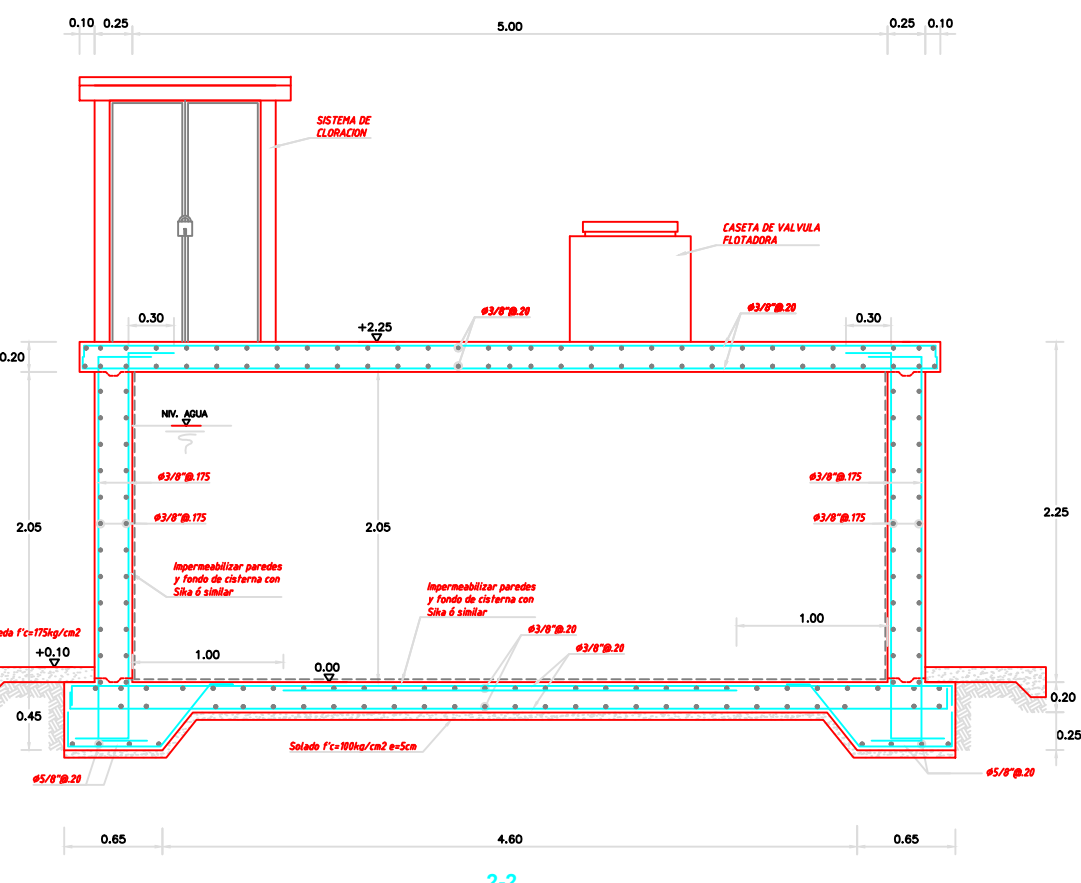 0.10 0.25 5.00 0.25 0.10
SISTEMA DE
CLORACION
CASETA DE VALVULA
FLOTADORA
Ø3/8"@.20
Ø3/8"@.20
0.30
+2.25
0.30
0.20
NIV. AGUA
Ø3/8"@.175
Ø3/8"@.175
2.25
Ø3/8"@.175
Ø3/8"@.175
2.05
2.05
Impermeabilizar paredes
y fondo de cisterna con
Sika ó similar
Impermeabilizar paredes
y fondo de cisterna con
Sika ó similar
1.00
Ø3/8"@.20
eda f'c=175kg/cm2
Ø3/8"@.20
+0.10
1.00
0.00
0.20
0.45
0.25
Solado f'c=100kg/cm2 e=5cm
Ø5/8"@.20
Ø5/8"@.20
0.65 4.60 0.65
2-2